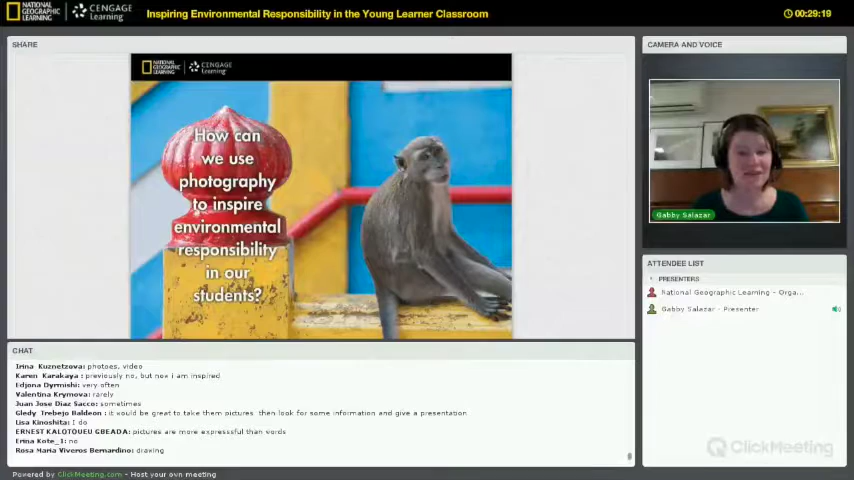 NATIONAL
GEOGRAPHIC
LEARNING
CENGAGE
Learning
Inspiring Environmental Responsibility in the Young Learner Classroom
00:29:19
SHARE
NATIONAL
GEOGRAPHIC
LEARNING
CENGAGE
Learning
How can
we use
photography
to inspire
environmental
responsibility
in our
students?
CAMERA AND VOICE
Gabby Salazar
ATTENDEE LIST
PRESENTERS
National Geographic Learning - Orga...
Gabby Salazar - Presenter
CHAT
Irina Kuznetzova: photoes, video
Karen Karakaya : previously no, but now i am inspired
Edjona Dyrmishi: very often
Valentina Krymova: rarely
Juan Jose Diaz Sacco: sometimes
Gledy Trebejo Baldeon : it would be great to take them pictures then look for some information and give a presentation
Lisa Kinoshita: I do
ERNEST KALOTQUEU GBEADA: pictures are more expresssful than words
Erina Kote_1: no
Rosa Maria Viveros Bernardino: drawing
ClickMeeting
Powered by ClickMeeting.com - Host your own meeting